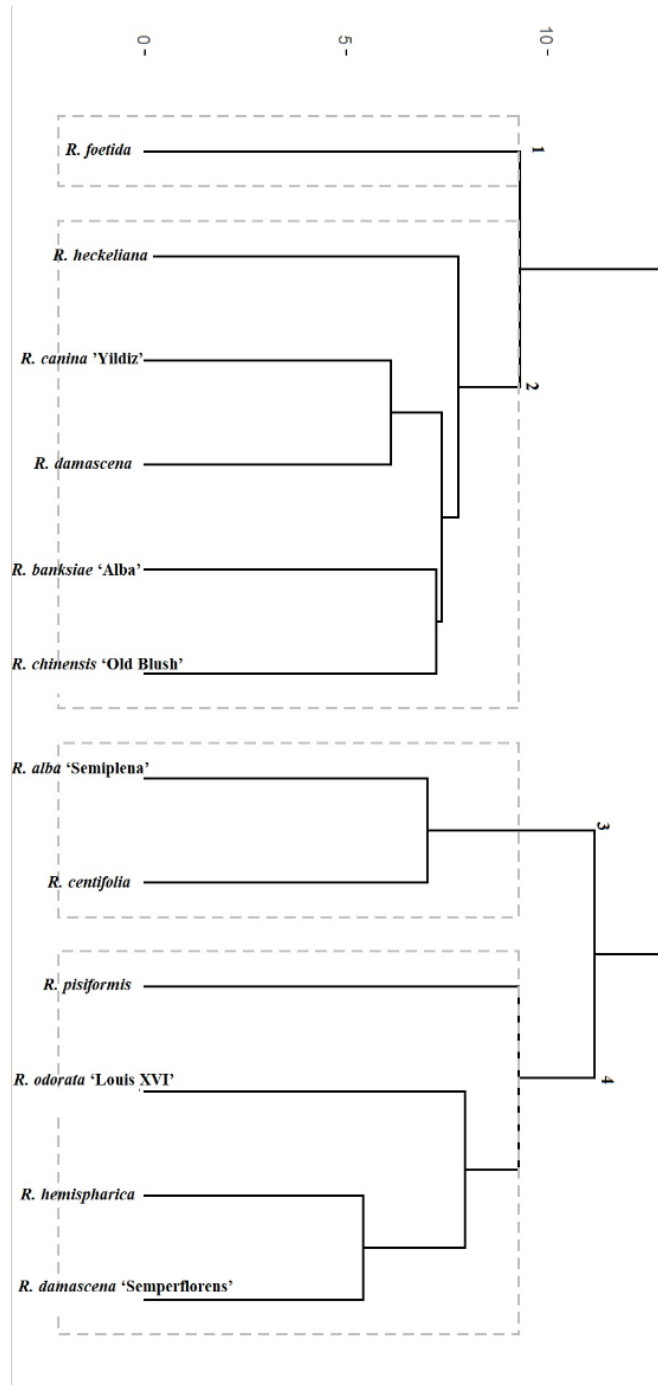 0 -
5 -
10 -
R. foetida
1
R. heckeliana
R. canina ’Yildiz’
2
R. damascena
R. banksiae ‘Alba’
R. chinensis ‘Old Blush’
R. alba ‘Semiplena’
3
R. centifolia
R. pisiformis
R. odorata ‘Louis XVI’
4
R. hemispharica
R. damascena ‘Semperflorens’